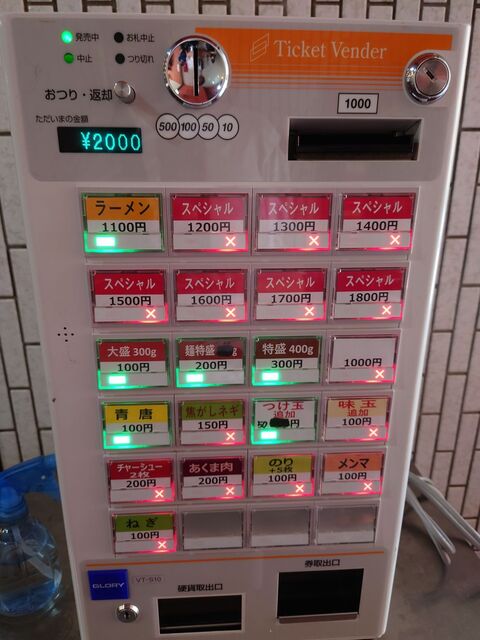 発売中
お札中止
中止
つり切れ
Ticket Vender
おつり・返却
ただいまの金額
¥2000
500 100 50 10
1000
ラーメン
1100円
スペシャル
1200円
スペシャル
1300円
スペシャル
1400円
スペシャル
1500円
スペシャル
1600円
スペシャル
1700円
スペシャル
1800円
大盛 300g
100円
麺特盛 g
200円
特盛 400g
300円
1000円
青唐
100円
焦がしネギ
150円
つけ玉
追加
円
味玉
追加
100円
チャーシュー
2枚
200円
あくま肉
200円
のり
+5枚
100円
メンマ
100円
ねぎ
100円
GLORY
VT-S10
硬貨取出口
券取出口